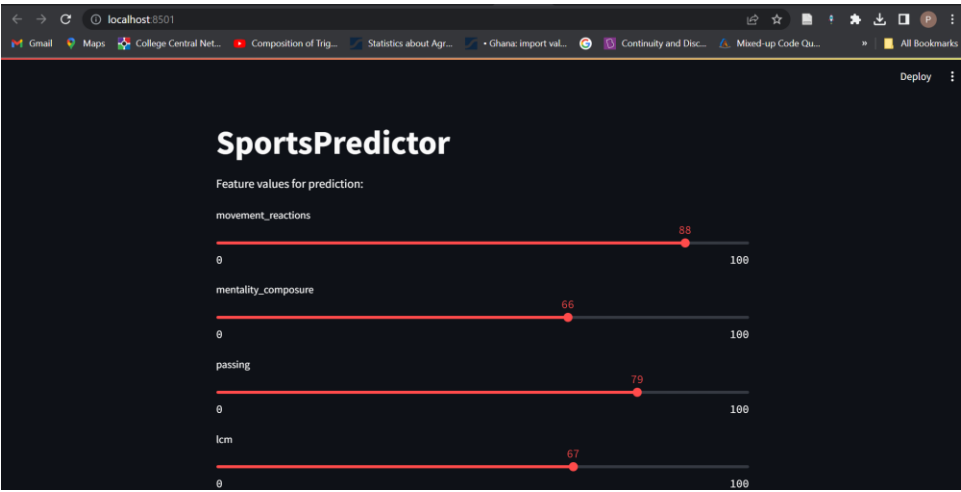 localhost:8501
P
Gmail Maps College Central Net... Composition of Trig... Statistics about Agr... • Ghana: import val... Continuity and Disc... Mixed-up Code Qu... » All Bookmarks
Deploy
SportsPredictor
Feature values for prediction:
movement_reactions
88
0 100
mentality_composure
66
0 100
passing
79
0 100
lcm
67
0 100